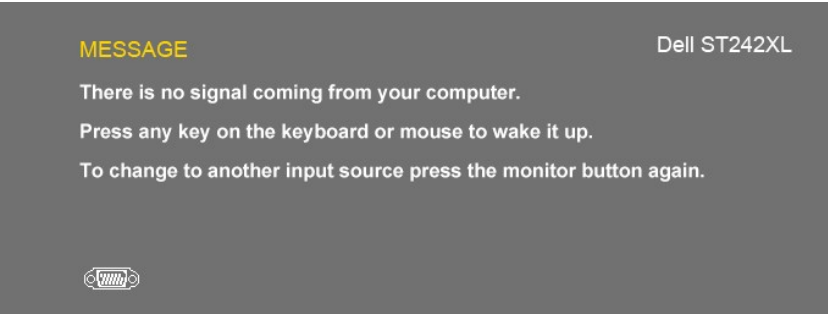 MESSAGE
Dell ST242XL
There is no signal coming from your computer.
Press any key on the keyboard or mouse to wake it up.
To change to another input source press the monitor button again.